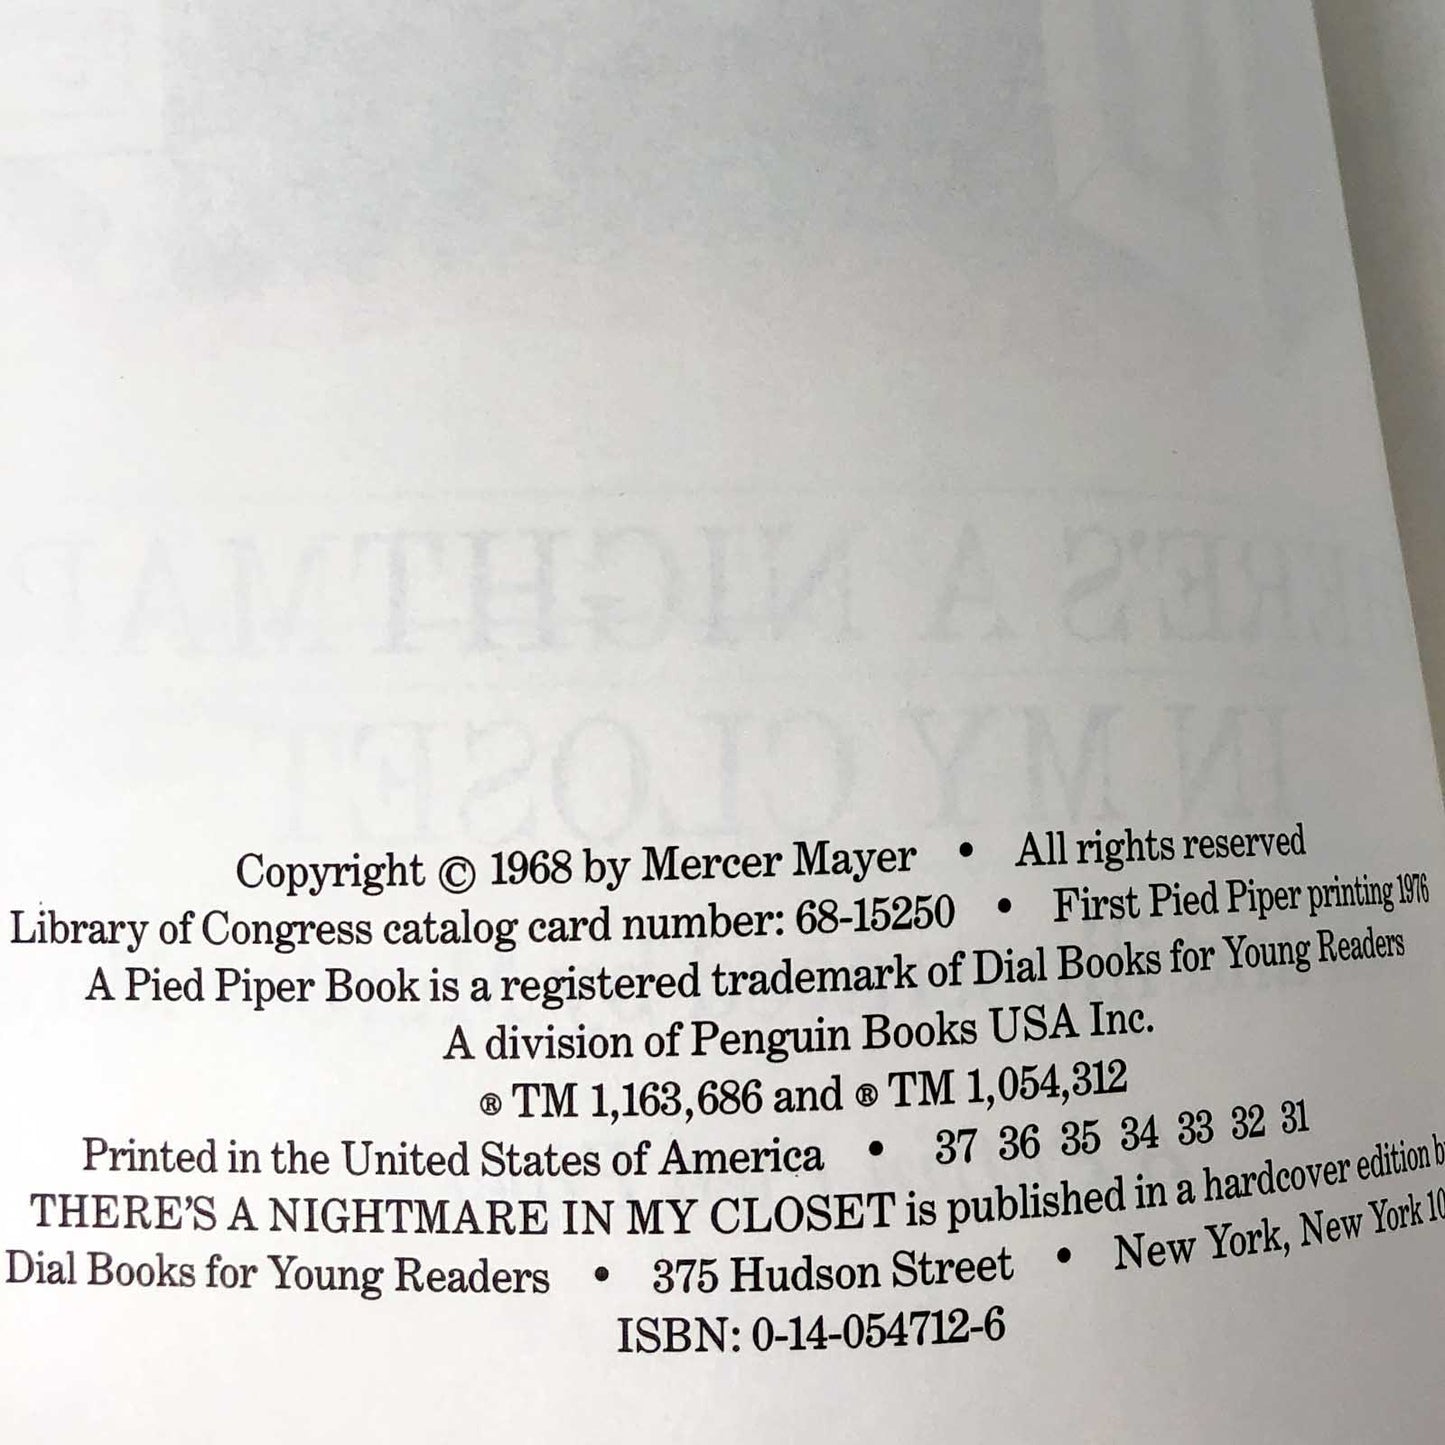 Copyright © 1968 by Mercer Mayer • All rights reserved
Library of Congress catalog card number: 68-15250 • First Pied Piper printing 1976
A Pied Piper Book is a registered trademark of Dial Books for Young Readers
A division of Penguin Books USA Inc.
® TM 1,163,686 and ® TM 1,054,312
Printed in the United States of America • 37 36 35 34 33 32 31
THERE'S A NIGHTMARE IN MY CLOSET is published in a hardcover edition
Dial Books for Young Readers • 375 Hudson Street • New York, New York
ISBN: 0-14-054712-6